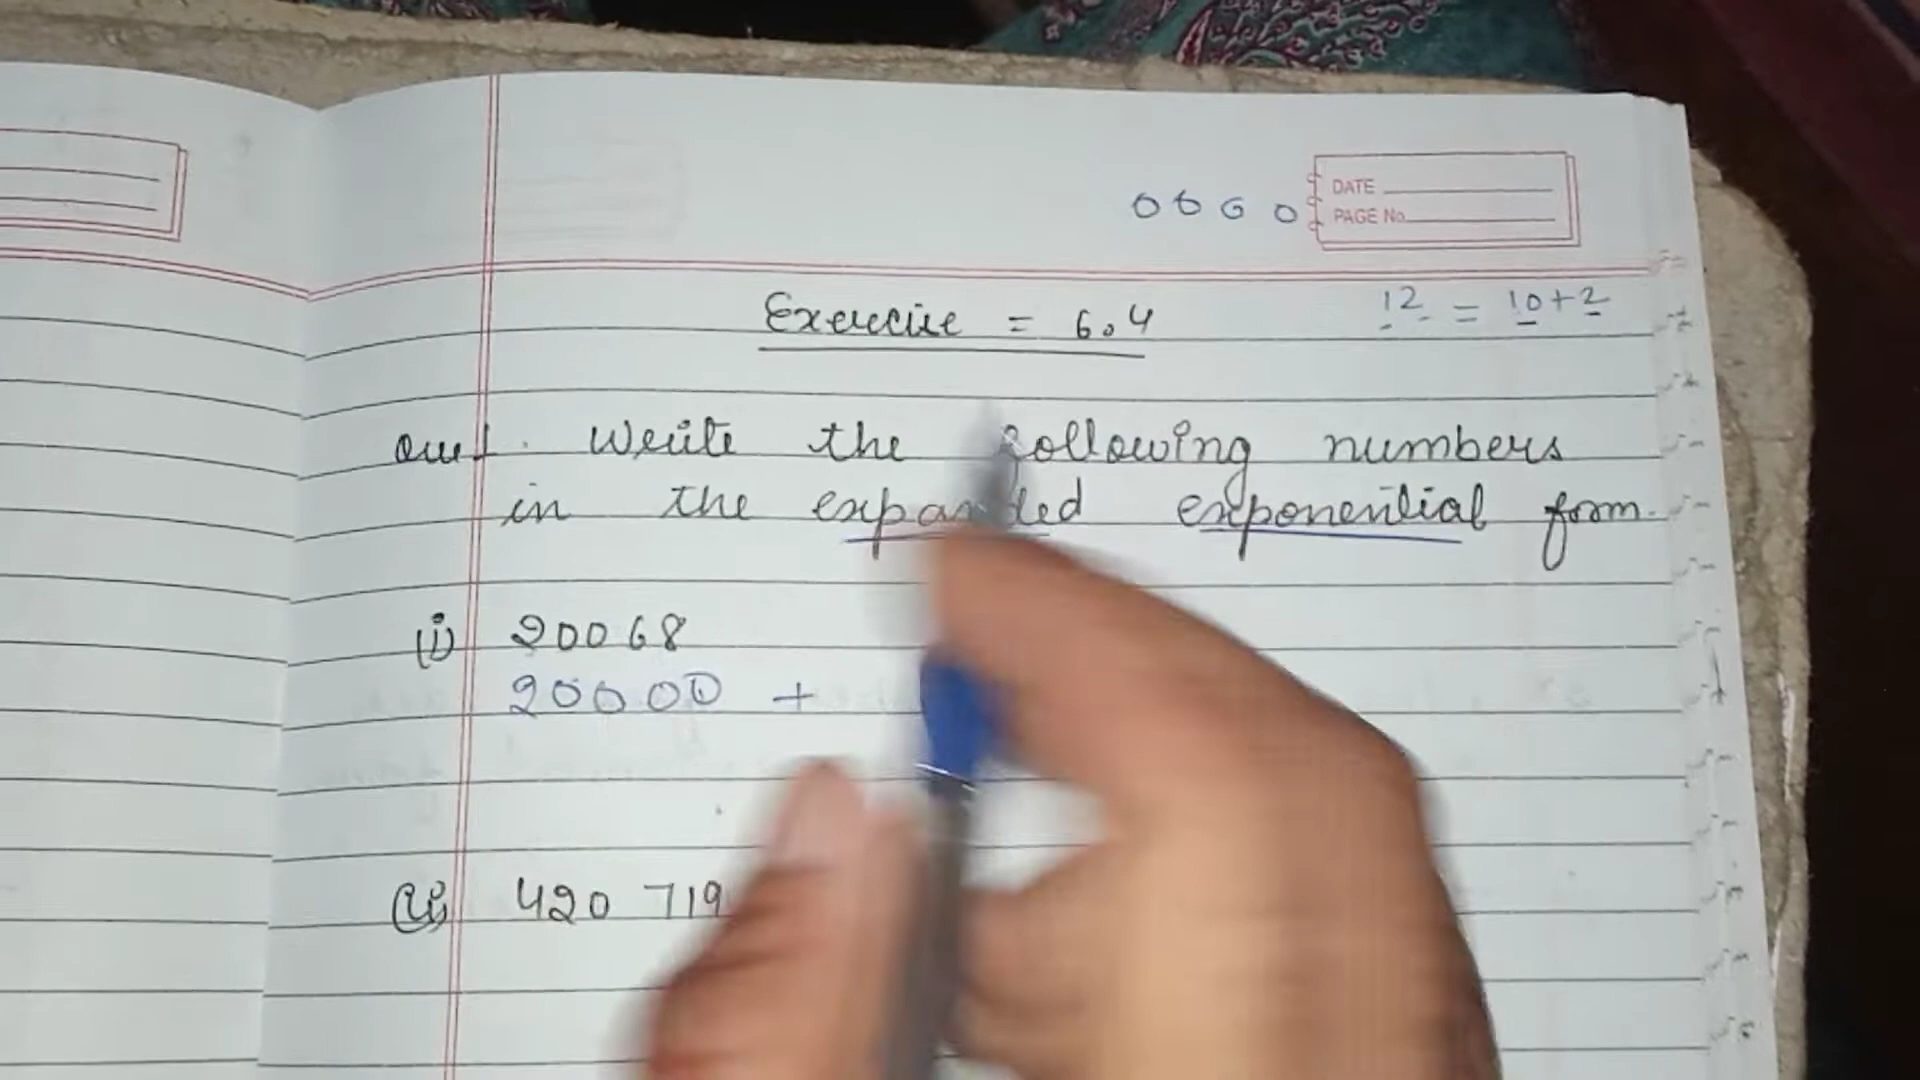 0000
DATE
PAGE No.
Exercise = 6.4
12 = 10+2
Que 1. Write the following numbers
in the expanded exponential form.
(i) 20068
20000 +
(ii) 420 719